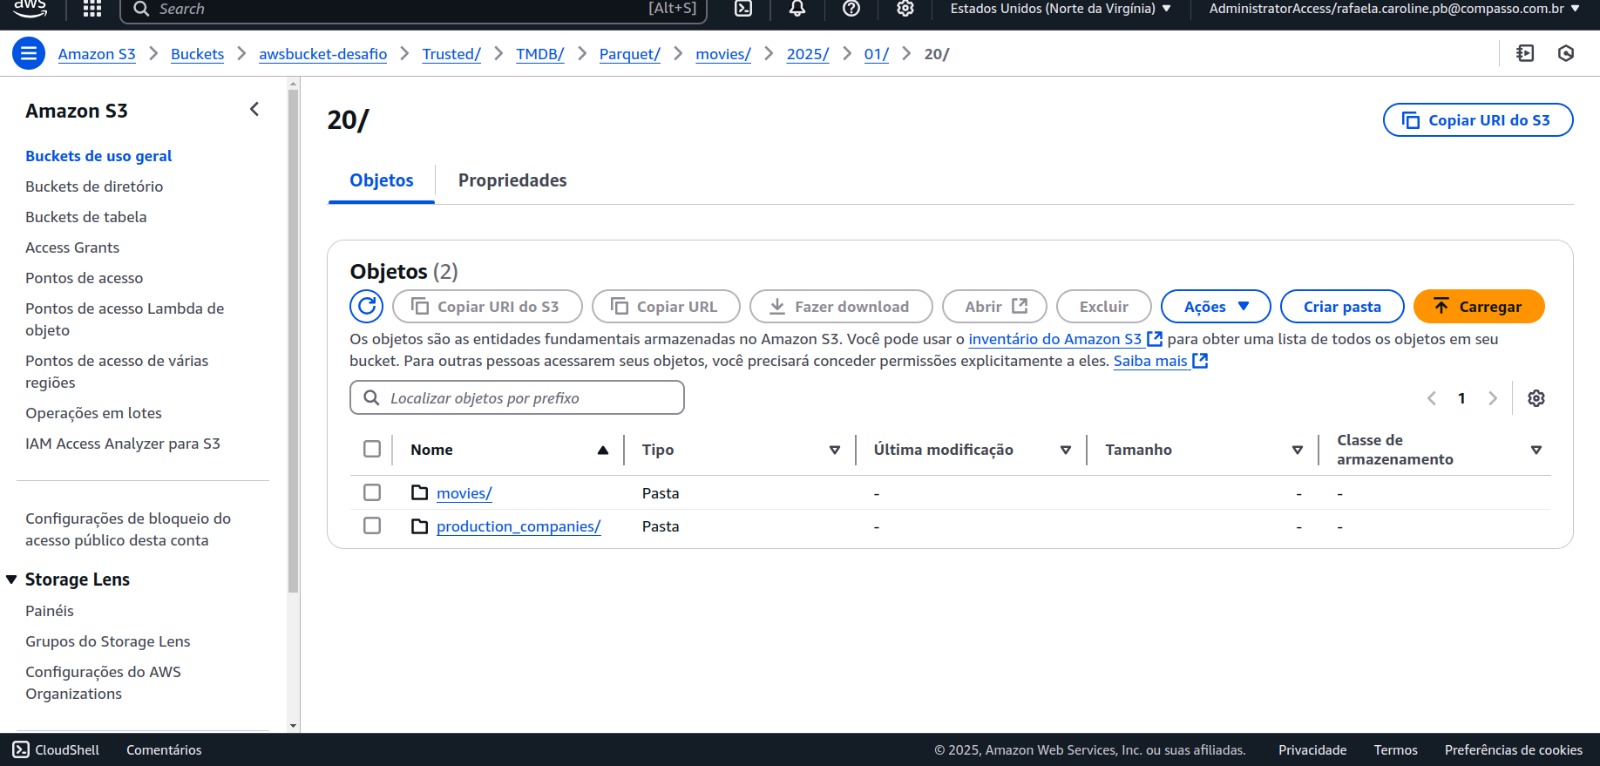 aws
Search
[Alt+S]
Estados Unidos (Norte da Virgínia)
AdministratorAccess/rafaela.caroline.pb@compasso.com.br
Amazon S3
Buckets
awsbucket-desafio
Trusted/
TMDB/
Parquet/
movies/
2025/
01/
20/
Amazon S3
Buckets de uso geral
Buckets de diretório
Buckets de tabela
Access Grants
Pontos de acesso
Pontos de acesso Lambda de
objeto
Pontos de acesso de várias
regiões
Operações em lotes
IAM Access Analyzer para S3
Configurações de bloqueio do
acesso público desta conta
Storage Lens
Painéis
Grupos do Storage Lens
Configurações do AWS
Organizations
20/
Copiar URI do S3
Objetos
Propriedades
Objetos (2)
Copiar URI do S3
Copiar URL
Fazer download
Abrir
Excluir
Ações
Criar pasta
Carregar
Os objetos são as entidades fundamentais armazenadas no Amazon S3. Você pode usar o inventário do Amazon S3 para obter uma lista de todos os objetos em seu
bucket. Para outras pessoas acessarem seus objetos, você precisará conceder permissões explicitamente a eles. Saiba mais
Localizar objetos por prefixo
1
Nome
Tipo
Última modificação
Tamanho
Classe de
armazenamento
movies/ Pasta - - -
production_companies/ Pasta - - -
CloudShell
Comentários
© 2025, Amazon Web Services, Inc. ou suas afiliadas.
Privacidade
Termos
Preferências de cookies